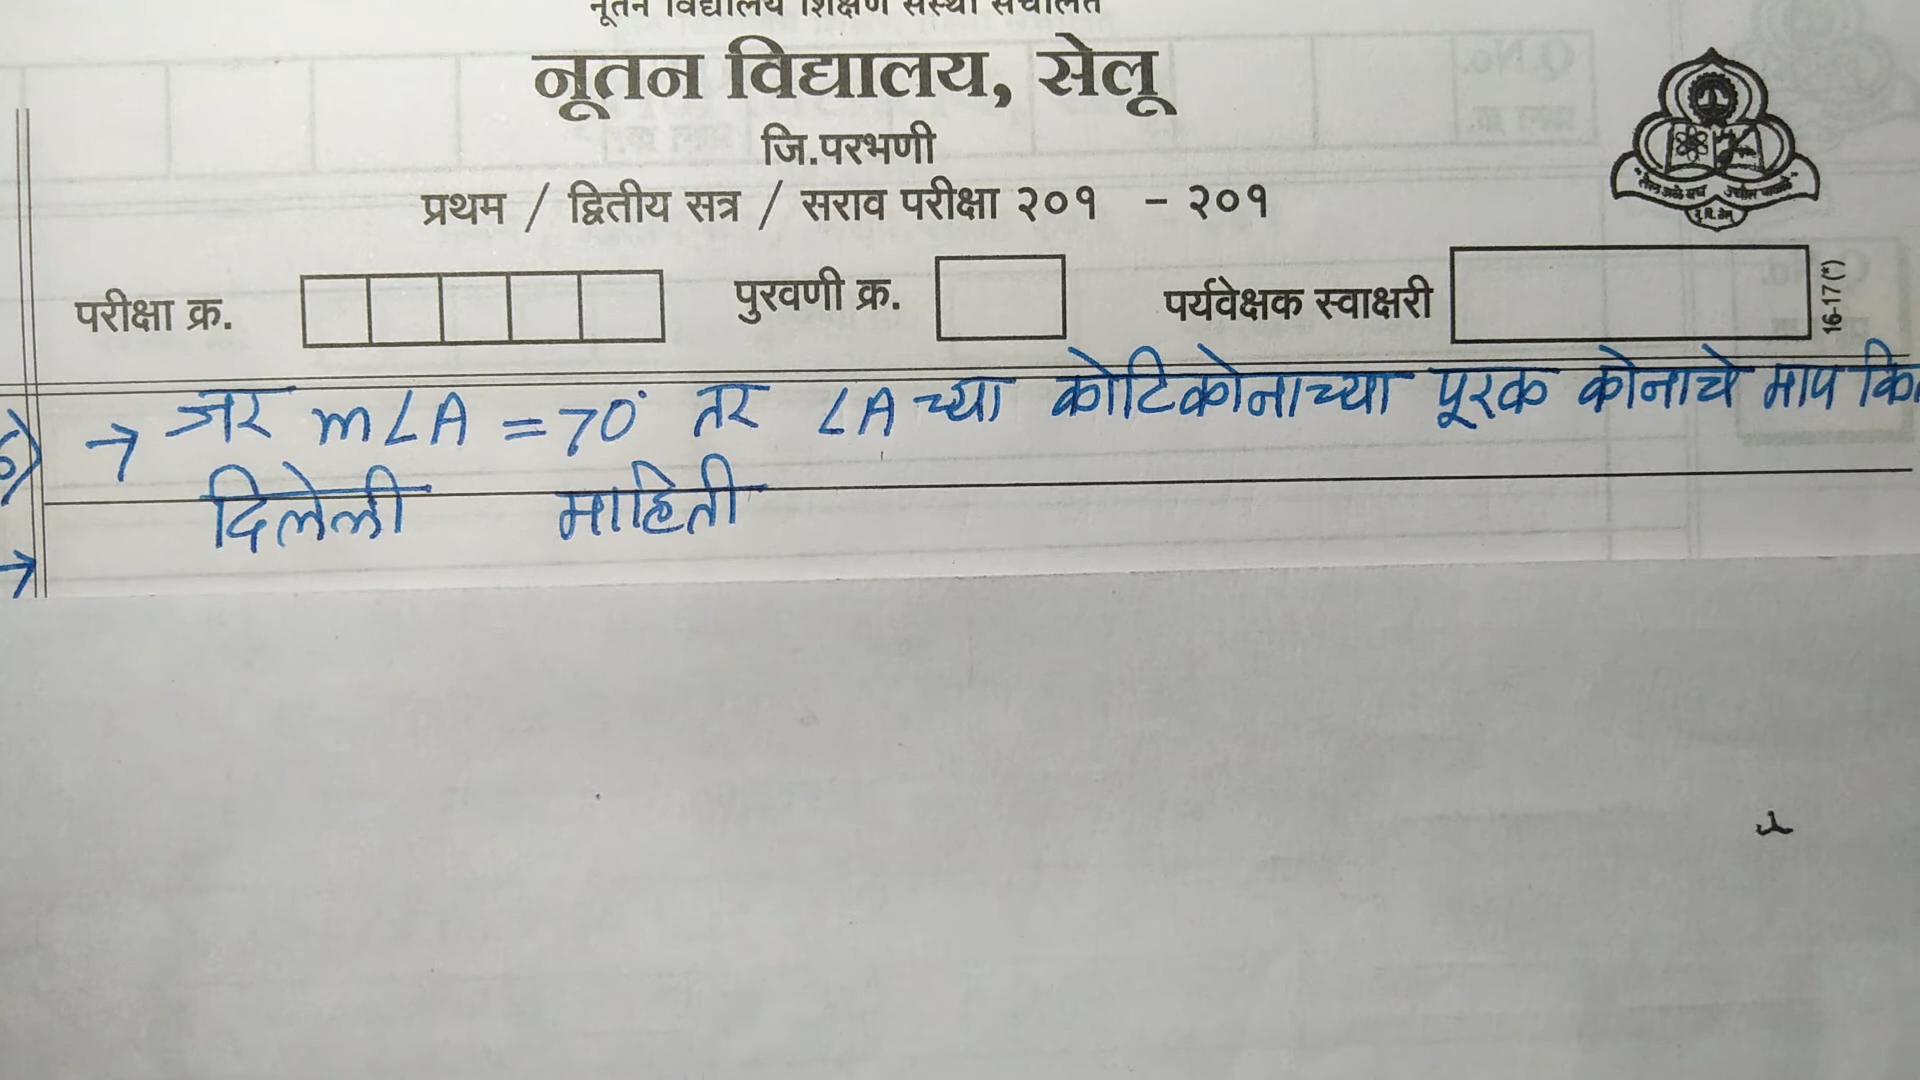 नूतन विद्यालय शिक्षण संस्था संचलित
नूतन विद्यालय, सेलू
जि.परभणी
प्रथम / द्वितीय सत्र / सराव परीक्षा २०१ - २०१
परीक्षा क्र. पुरवणी क्र. पर्यवेक्षक स्वाक्षरी
16-17 (*)
→ जर m∠A = 70° तर ∠A च्या कोटिकोनाच्या पूरक कोनाचे माप कि
दिलेली माहिती
→